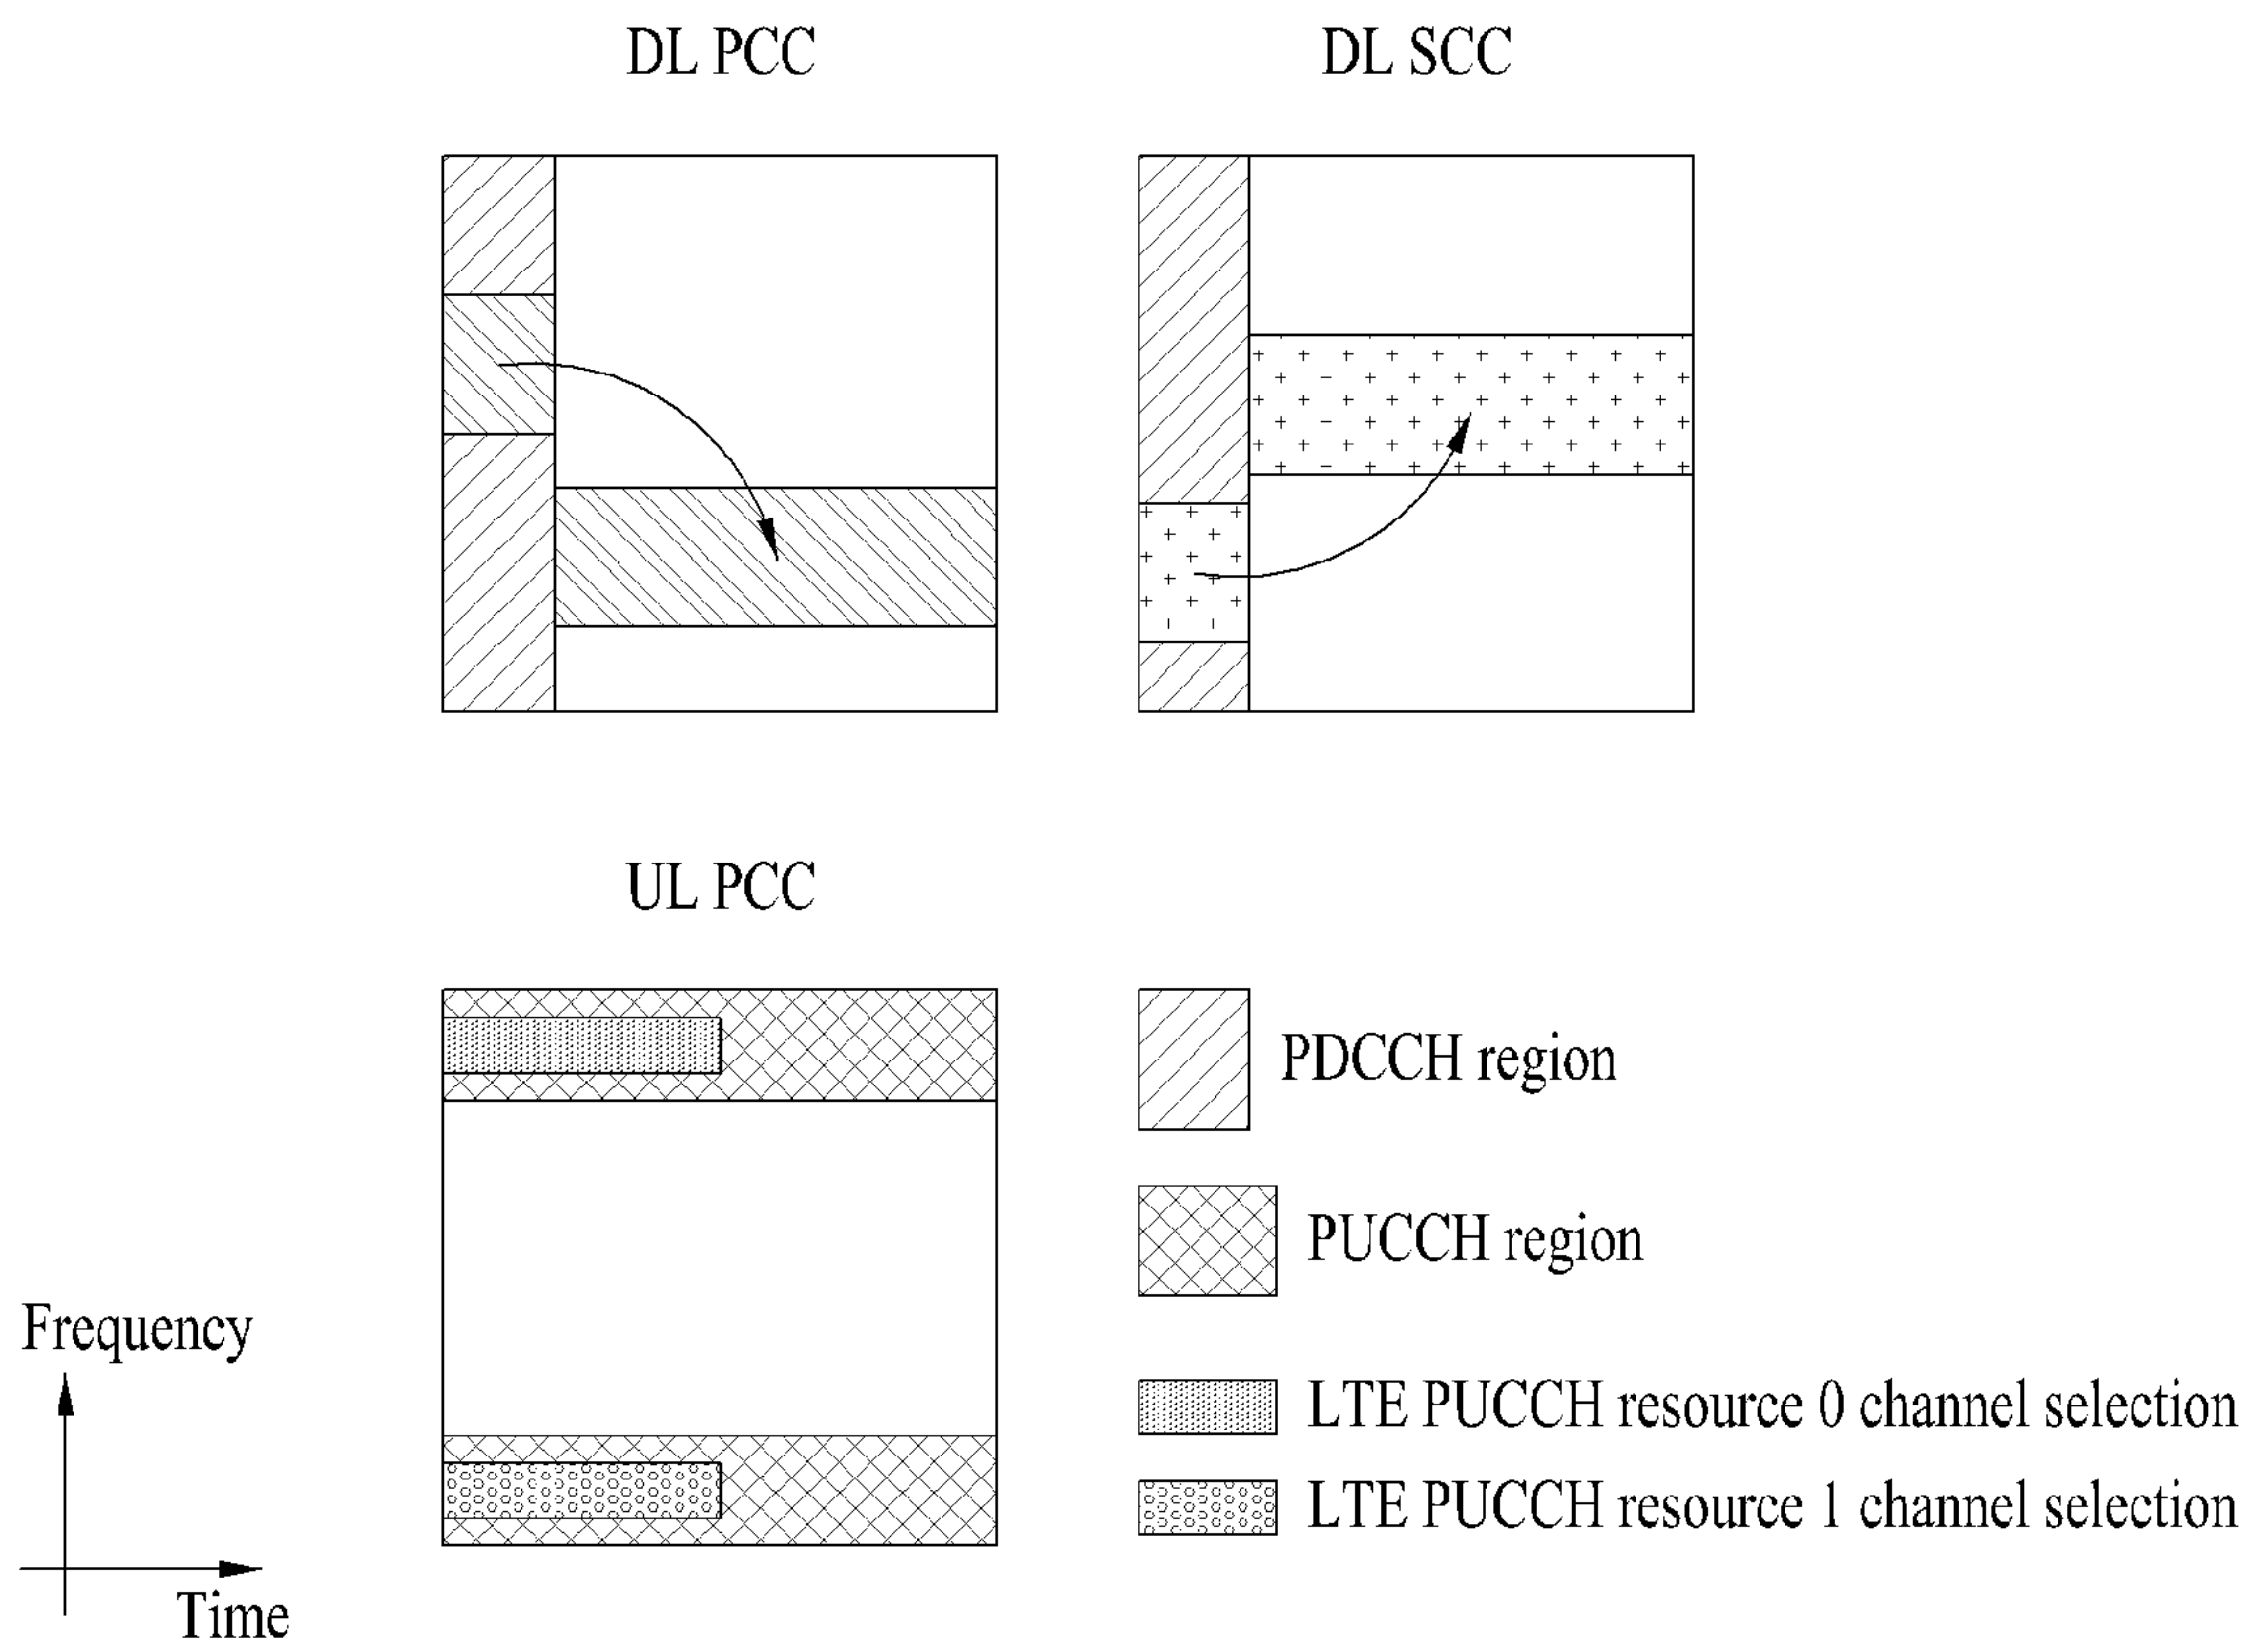 DL PCC
DL SCC
UL PCC
PDCCH region
PUCCH region
LTE PUCCH resource 0 channel selection
LTE PUCCH resource 1 channel selection
Frequency
Time